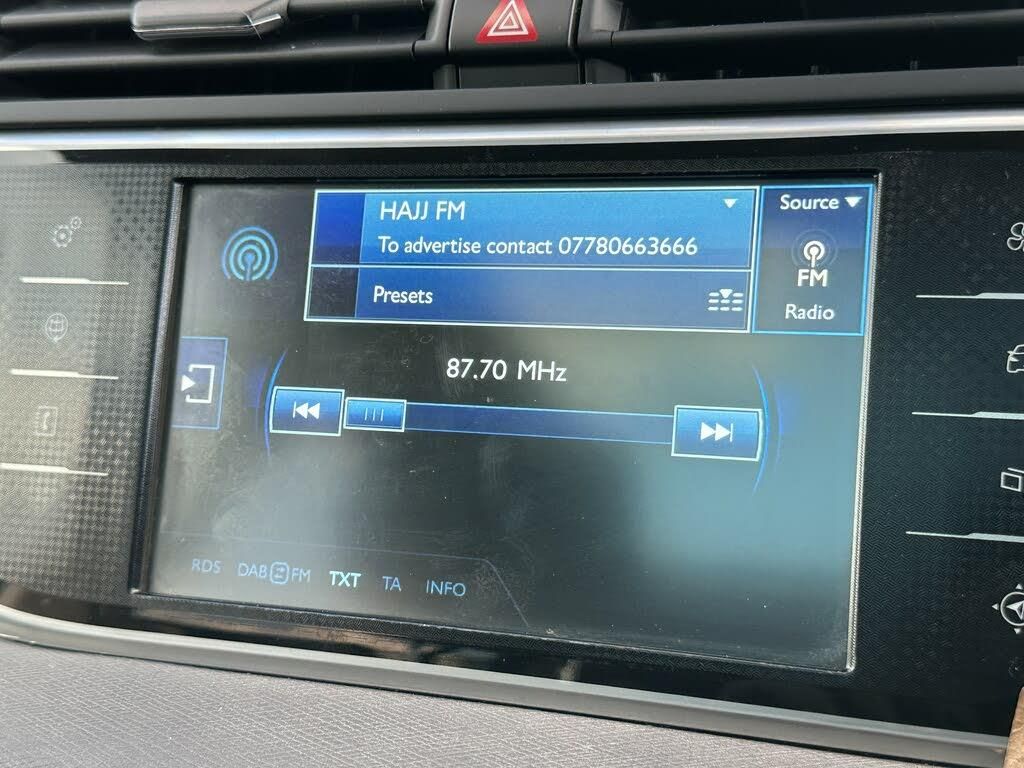 HAJJ FM
To advertise contact 07780663666
Presets
Source
FM
Radio
87.70 MHz
RDS DAB FM TXT TA INFO